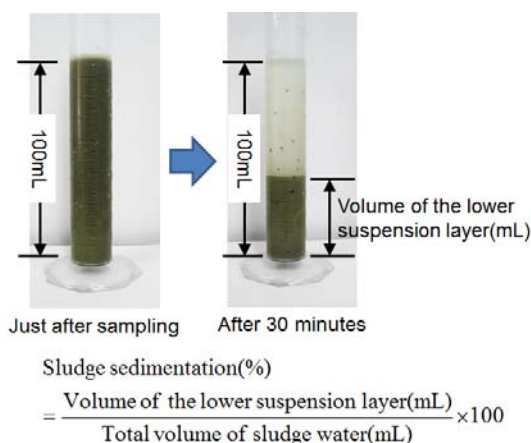 100mL
100mL
Volume of the lower
suspension layer(mL)
Just after sampling
After 30 minutes
Sludge sedimentation(%)
= Volume of the lower suspension layer(mL)
Total volume of sludge water(mL)
×100